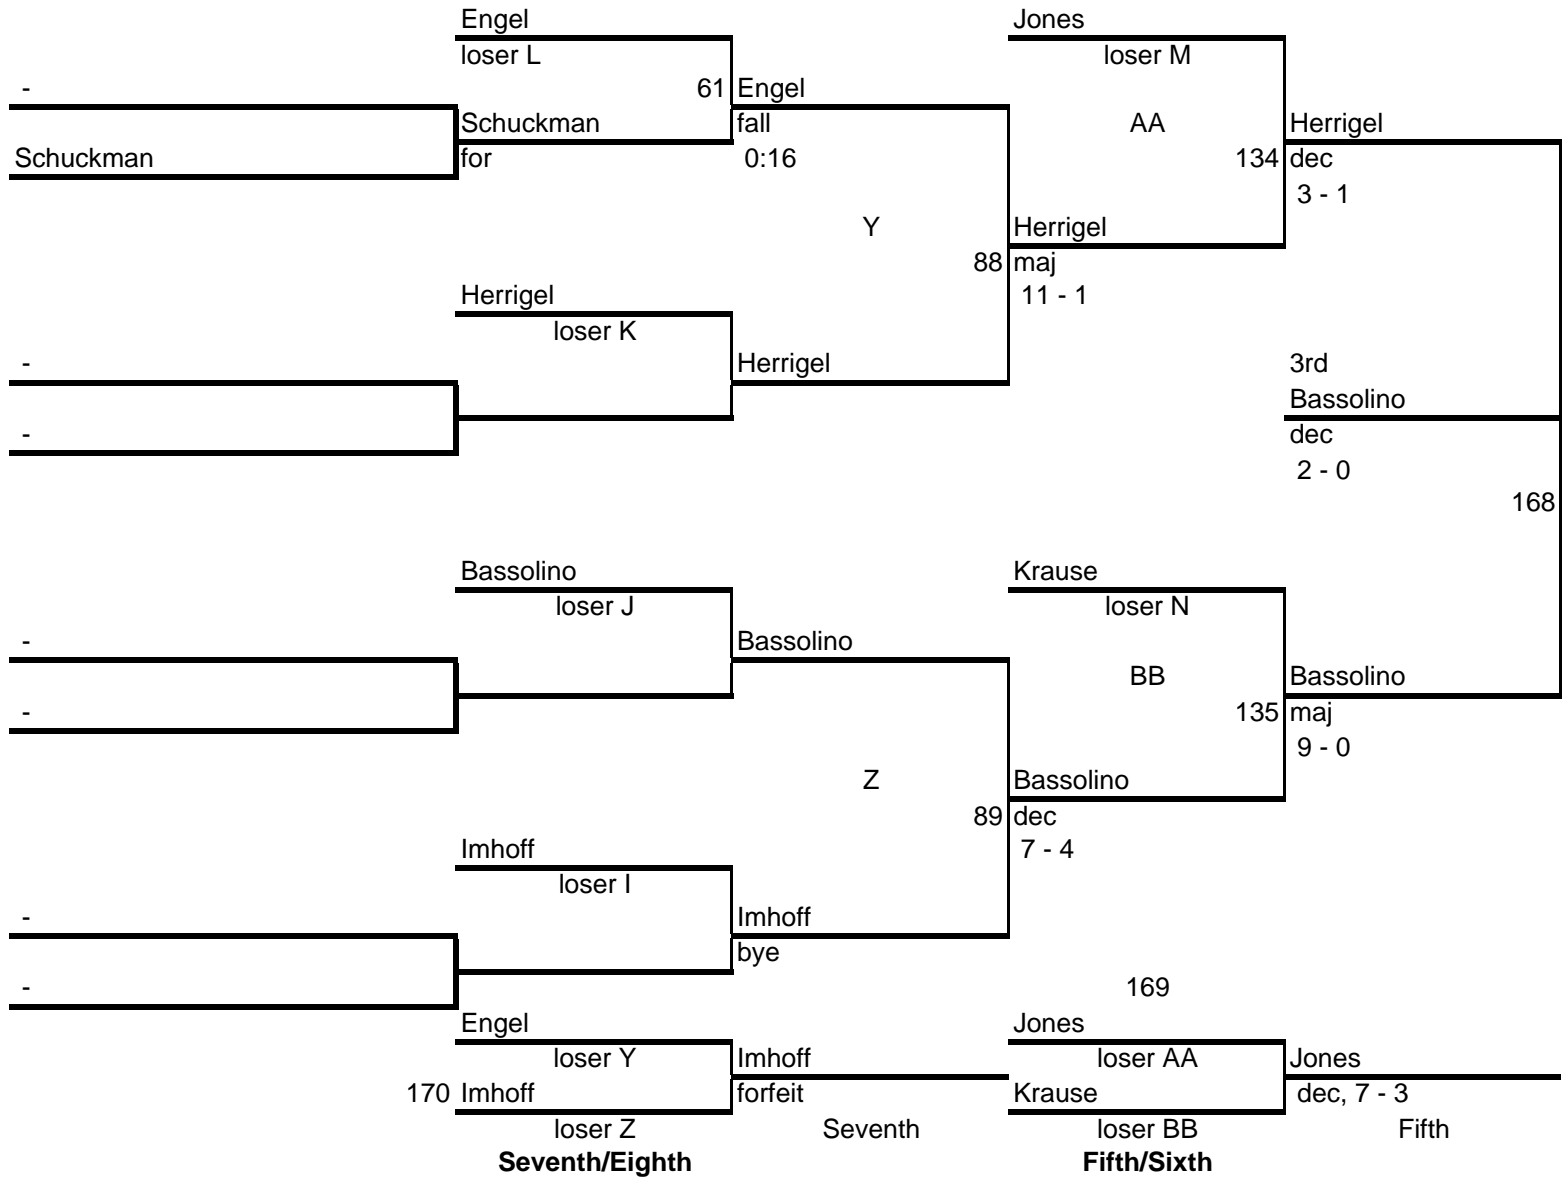 Engel Jones
loser L loser M
- 61 Engel
Schuckman fall AA Herrigel
Schuckman for 0:16 134 dec
3 - 1
Y Herrigel
88 maj
Herrigel 11 - 1
loser K
- Herrigel 3rd
Bassolino
- dec
2 - 0
168
Bassolino Krause
loser J loser N
- Bassolino
BB Bassolino
- 135 maj
9 - 0
Z Bassolino
89 dec
Imhoff 7 - 4
loser I
- Imhoff
bye
- 169
Engel Jones
loser Y Imhoff loser AA Jones
170 Imhoff forfeit Krause dec, 7 - 3
loser Z Seventh loser BB Fifth
Seventh/Eighth Fifth/Sixth